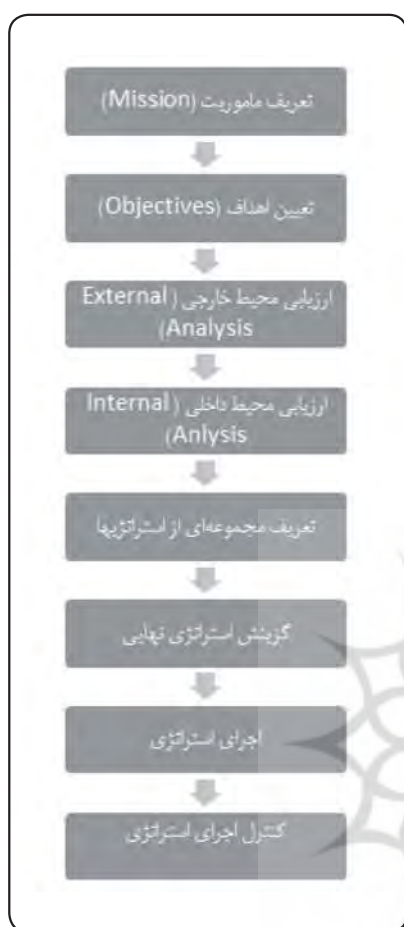 تعریف ماموریت (Mission)
تعیین اهداف (Objectives)
ارزیابی محیط خارجی ( External
Analysis)
ارزیابی محیط داخلی ( Internal
Anlysis)
تعریف مجموعه‌ای از استراتژیها
گزینش استراتژی نهایی
اجرای استراتژی
کنترل اجرای استراتژی